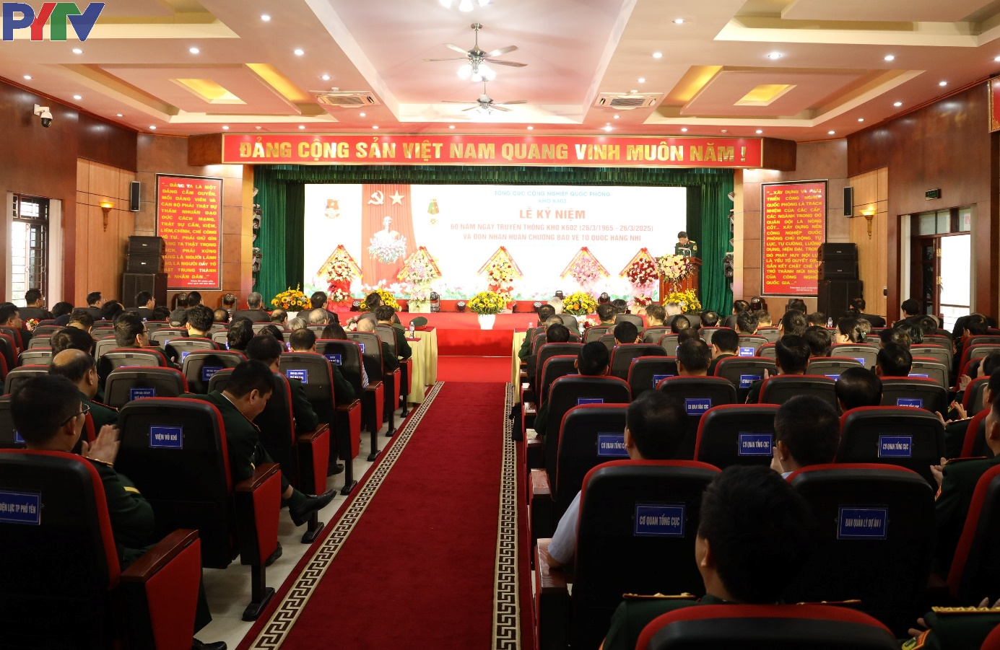 PYTV
ĐẢNG CỘNG SẢN VIỆT NAM QUANG VINH MUÔN NĂM !
TỔNG CỤC CÔNG NGHIỆP QUỐC PHÒNG
KHO K602
LỄ KỶ NIỆM
60 NĂM NGÀY TRUYỀN THỐNG KHO K602 (26/3/1965 - 26/3/2025)
VÀ ĐÓN NHẬN HUÂN CHƯƠNG BẢO VỆ TỔ QUỐC HẠNG NHÌ
"... ĐẢNG TA LÀ MỘT
ĐẢNG CẦM QUYỀN.
MỖI ĐẢNG VIÊN VÀ
CÁN BỘ PHẢI THẬT SỰ
THẤM NHUẦN ĐẠO
ĐỨC CÁCH MẠNG,
THẬT SỰ CẦN, KIỆM,
LIÊM, CHÍNH, CHÍ CÔNG
VÔ TƯ. PHẢI GIỮ GÌN
ĐẢNG TA THẬT TRONG
SẠCH, PHẢI XỨNG
ĐÁNG LÀ NGƯỜI LÃNH
ĐẠO, LÀ NGƯỜI ĐẦY TỚ
THẬT TRUNG THÀNH
NHÂN DÂN..."
"...XÂY DỰNG VÀ PHÁT
TRIỂN CÔNG NGHIỆP
QUỐC PHÒNG LÀ TRÁCH
NHIỆM CỦA CÁC CẤP,
CÁC NGÀNH TRONG ĐÓ
QUÂN ĐỘI LÀ NÒNG
CỐT... XÂY DỰNG NỀN
CÔNG NGHIỆP QUỐC
PHÒNG CHỦ ĐỘNG, TỰ
LỰC, TỰ CƯỜNG, LƯỠNG
DỤNG, HIỆN ĐẠI, TRONG
ĐÓ PHÁT HUY NỘI LỰC
LÀ YẾU TỐ QUYẾT ĐỊNH
GẮN KẾT CHẶT CHẼ VÀ
TRỞ THÀNH MŨI NHỌN
CỦA CÔNG NGHIỆP
QUỐC GIA..."
CƠ QUAN TỔNG CỤC
VIỆN VŨ KHÍ
CƠ QUAN TỔNG CỤC
CƠ QUAN TỔNG CỤC
CƠ QUAN TỔNG CỤC
ĐIỆN LỰC TP PHỔ YÊN
CƠ QUAN TỔNG CỤC
BAN QUẢN LÝ DỰ ÁN I